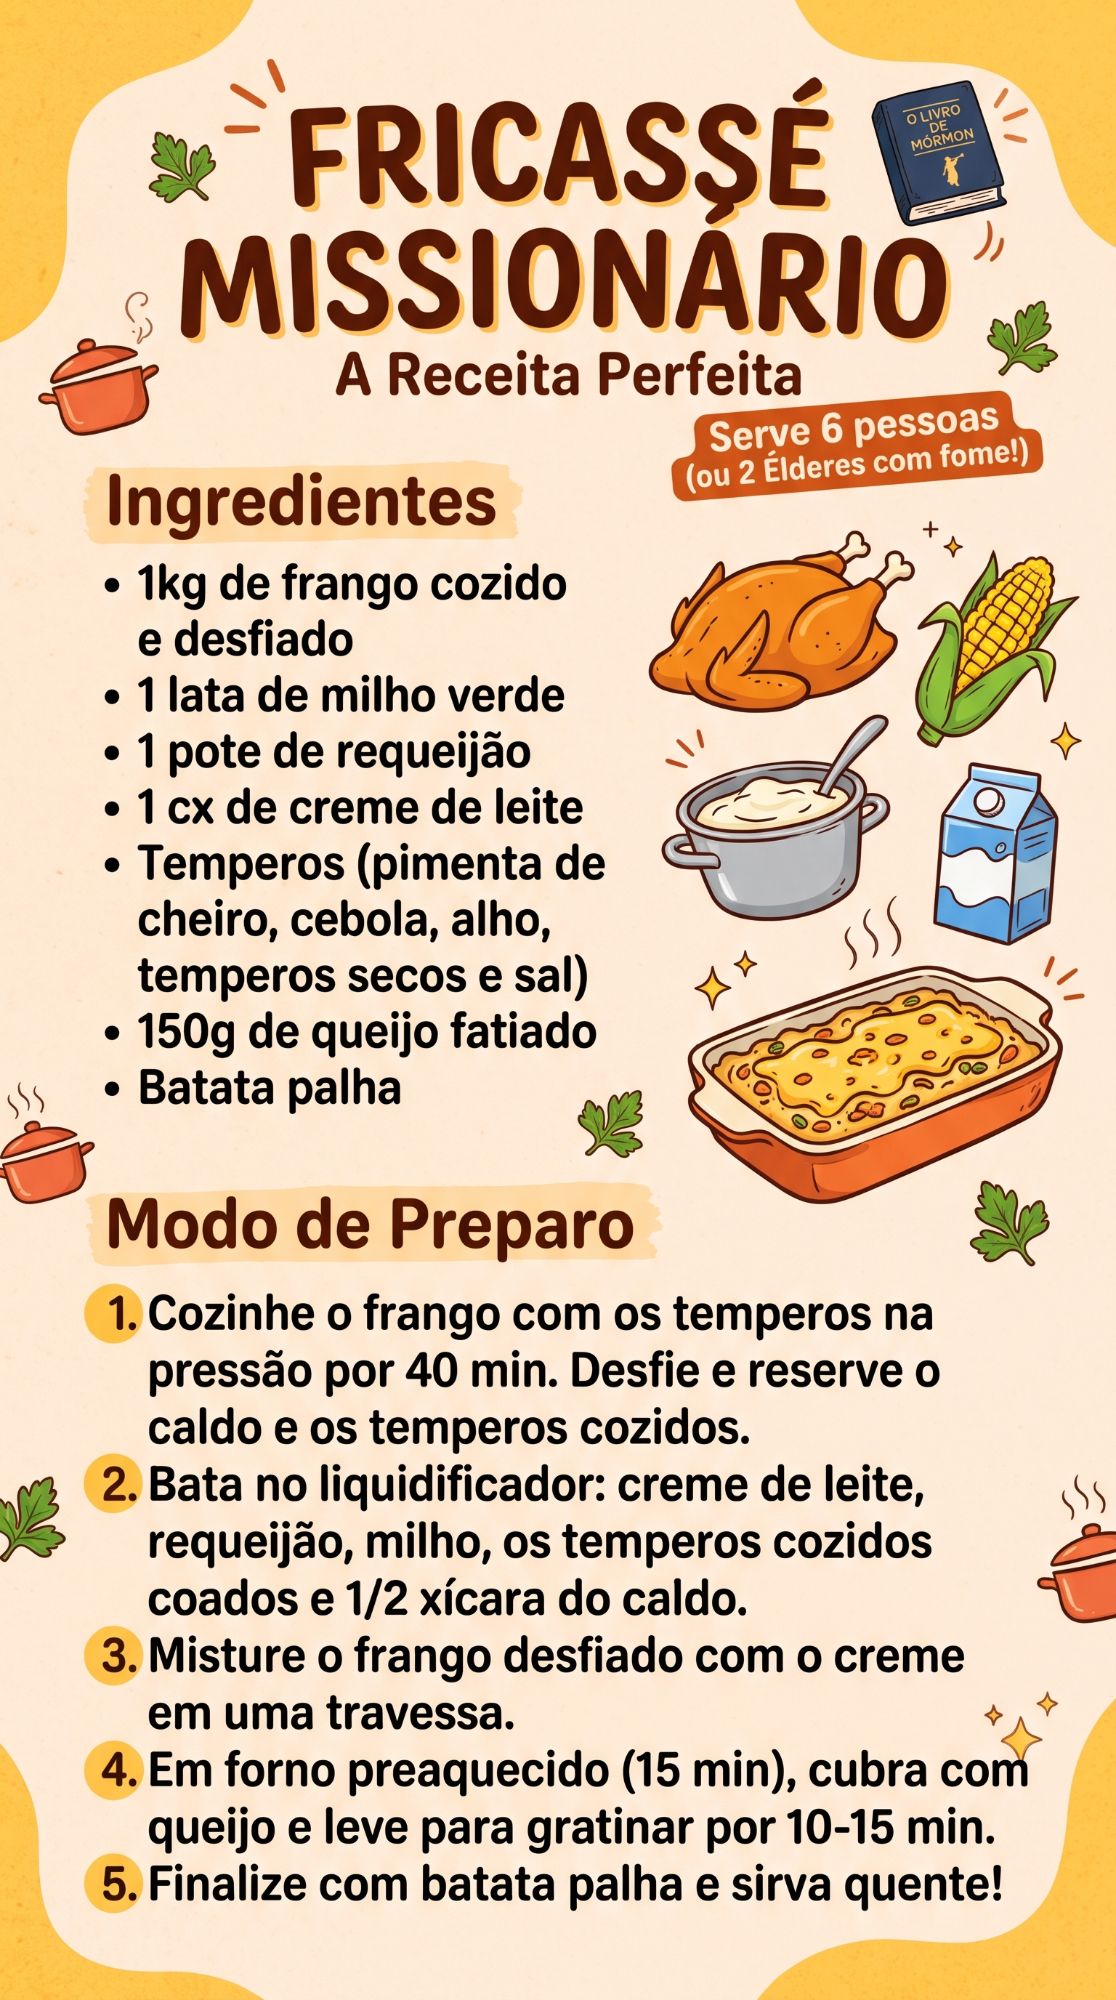 FRICASSÉ
MISSIONÁRIO
O LIVRO
DE
MÓRMON
A Receita Perfeita
Serve 6 pessoas
(ou 2 Élderes com fome!)
Ingredientes
• 1kg de frango cozido
e desfiado
• 1 lata de milho verde
• 1 pote de requeijão
• 1 cx de creme de leite
• Temperos (pimenta de
cheiro, cebola, alho,
temperos secos e sal)
• 150g de queijo fatiado
• Batata palha
Modo de Preparo
1. Cozinhe o frango com os temperos na
pressão por 40 min. Desfie e reserve o
caldo e os temperos cozidos.
2. Bata no liquidificador: creme de leite,
requeijão, milho, os temperos cozidos
coados e 1/2 xícara do caldo.
3. Misture o frango desfiado com o creme
em uma travessa.
4. Em forno preaquecido (15 min), cubra com
queijo e leve para gratinar por 10-15 min.
5. Finalize com batata palha e sirva quente!